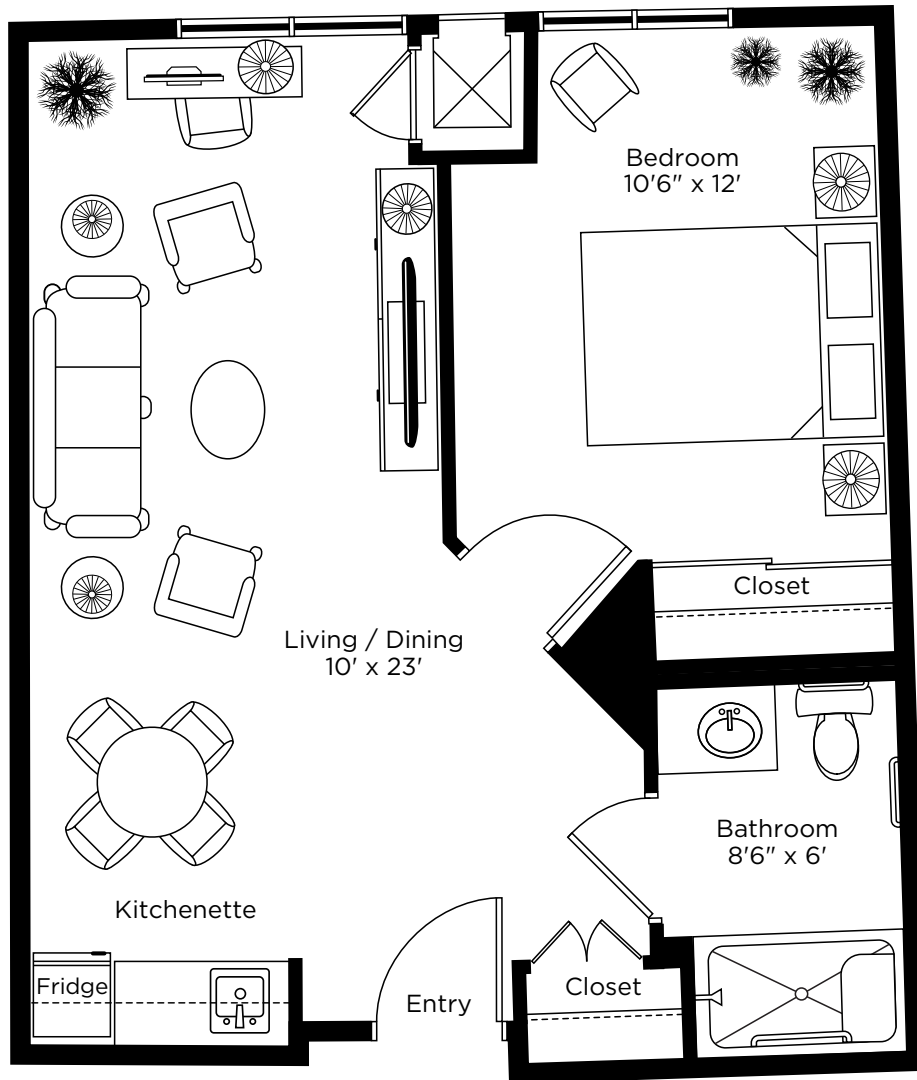 Bedroom
10'6" x 12'
Closet
Living / Dining
10' x 23'
Bathroom
8'6" x 6'
Kitchenette
Fridge
Entry
Closet